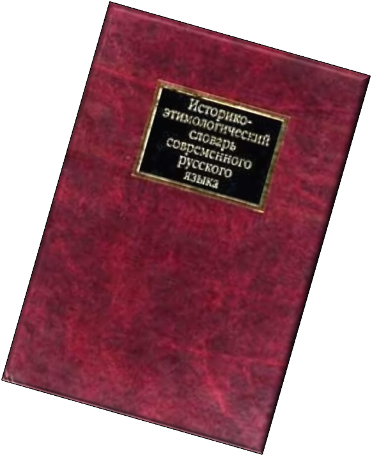 Историко-
этимологический
словарь
современного
русского
языка